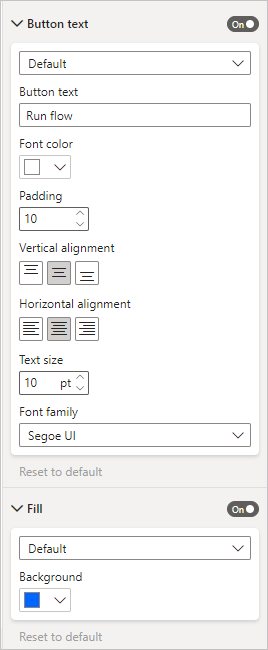 Button text
On
Default
Button text
Run flow
Font color
Padding
10
Vertical alignment
Horizontal alignment
Text size
10 pt
Font family
Segoe UI
Reset to default
Fill
On
Default
Background
Reset to default